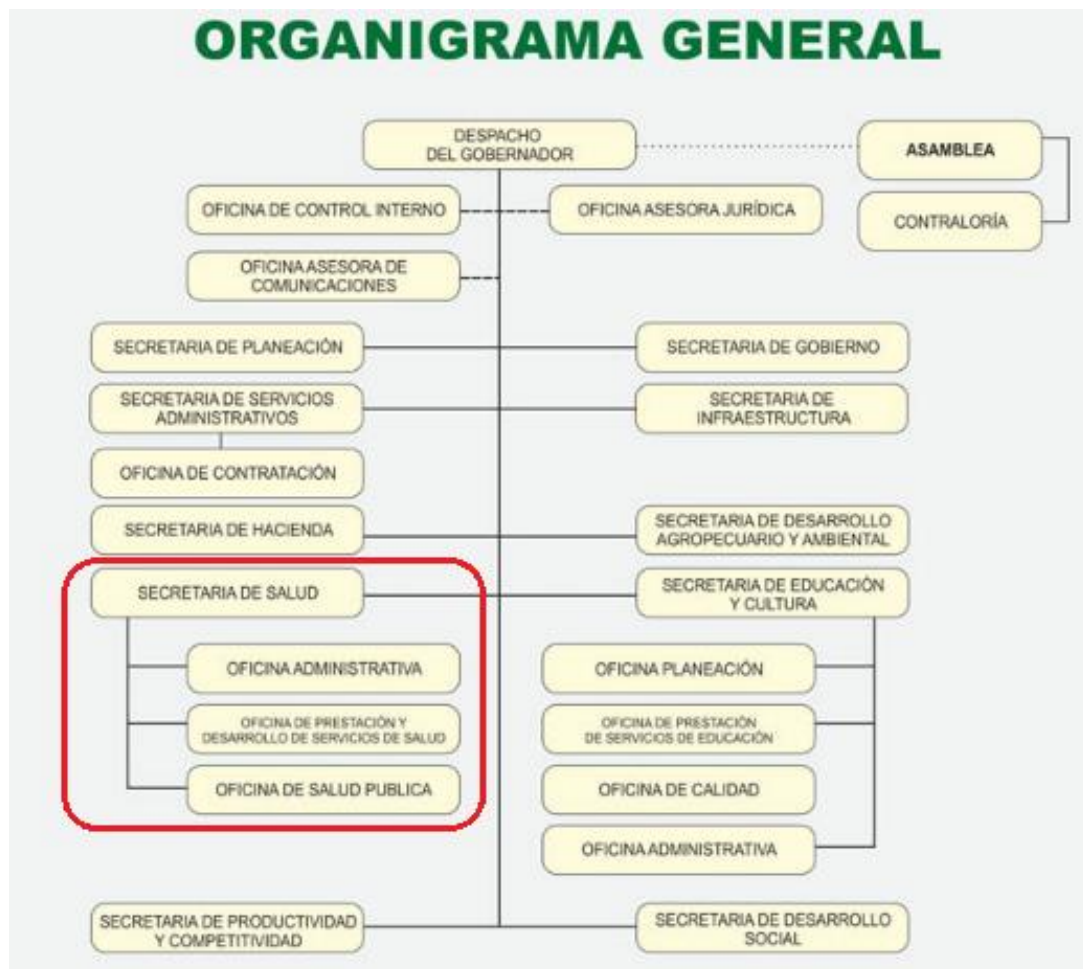 ORGANIGRAMA GENERAL
DESPACHO
DEL GOBERNADOR
ASAMBLEA
OFICINA DE CONTROL INTERNO
OFICINA ASESORA JURÍDICA
CONTRALORÍA
OFICINA ASESORA DE
COMUNICACIONES
SECRETARIA DE PLANEACIÓN
SECRETARIA DE GOBIERNO
SECRETARIA DE SERVICIOS
ADMINISTRATIVOS
SECRETARIA DE
INFRAESTRUCTURA
OFICINA DE CONTRATACIÓN
SECRETARIA DE HACIENDA
SECRETARIA DE DESARROLLO
AGROPECUARIO Y AMBIENTAL
SECRETARIA DE SALUD
SECRETARIA DE EDUCACIÓN
Y CULTURA
OFICINA ADMINISTRATIVA
OFICINA PLANEACIÓN
OFICINA DE PRESTACIÓN Y
DESARROLLO DE SERVICIOS DE SALUD
OFICINA DE PRESTACIÓN
DE SERVICIOS DE EDUCACIÓN
OFICINA DE SALUD PUBLICA
OFICINA DE CALIDAD
OFICINA ADMINISTRATIVA
SECRETARIA DE PRODUCTIVIDAD
Y COMPETITIVIDAD
SECRETARIA DE DESARROLLO
SOCIAL